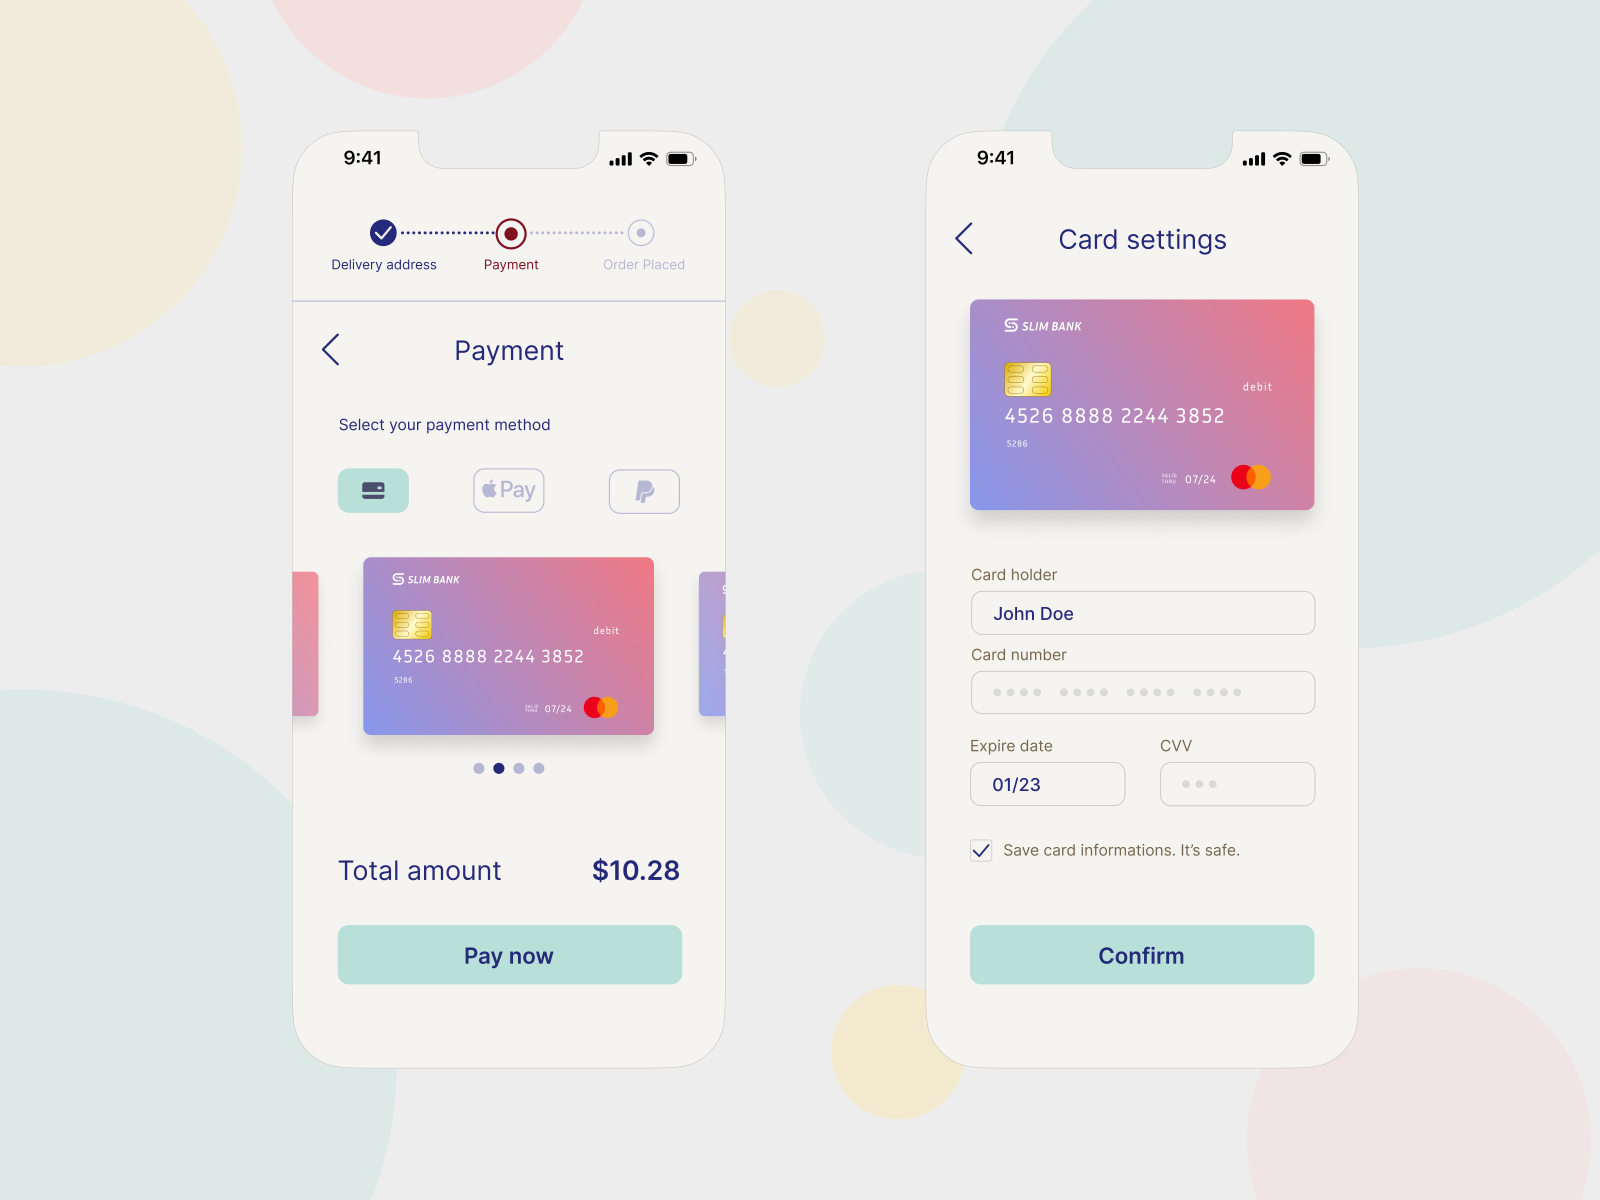 9:41
Delivery address
Payment
Order Placed
Payment
Select your payment method
Pay
SLIM BANK
debit
4526 8888 2244 3852
5286
VALID
THRU
07/24
Total amount
$10.28
Pay now
9:41
Card settings
SLIM BANK
debit
4526 8888 2244 3852
5286
VALID
THRU
07/24
Card holder
John Doe
Card number
Expire date
CVV
01/23
Save card informations. It's safe.
Confirm